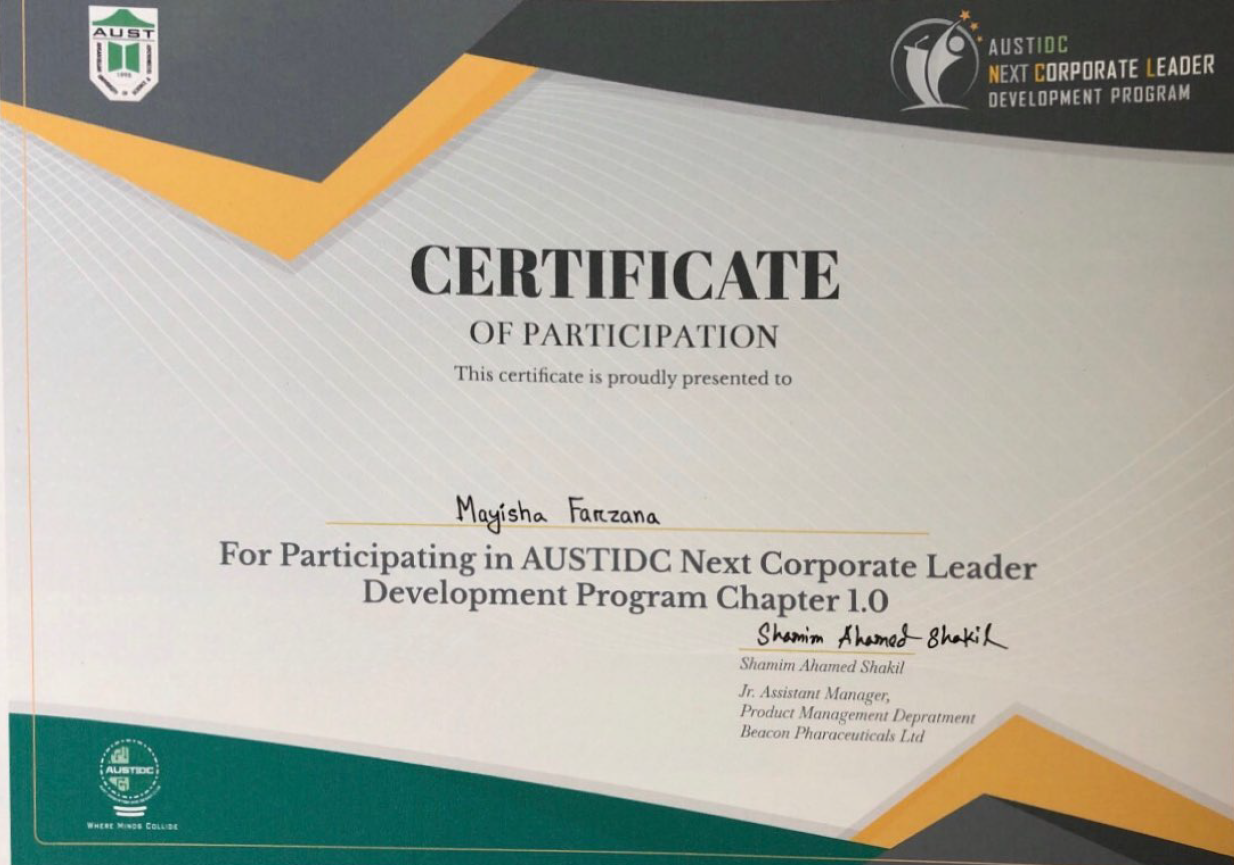 AUST
AUSTIDC
NEXT CORPORATE LEADER
DEVELOPMENT PROGRAM
CERTIFICATE
OF PARTICIPATION
This certificate is proudly presented to
Mayisha Farzana
For Participating in AUSTIDC Next Corporate Leader
Development Program Chapter 1.0
Shamim Ahamed Shakil
Shamim Ahamed Shakil
Jr. Assistant Manager,
Product Management Depratment
Beacon Pharaceuticals Ltd
AUSTIDC
WHERE MINDS COLLIDE